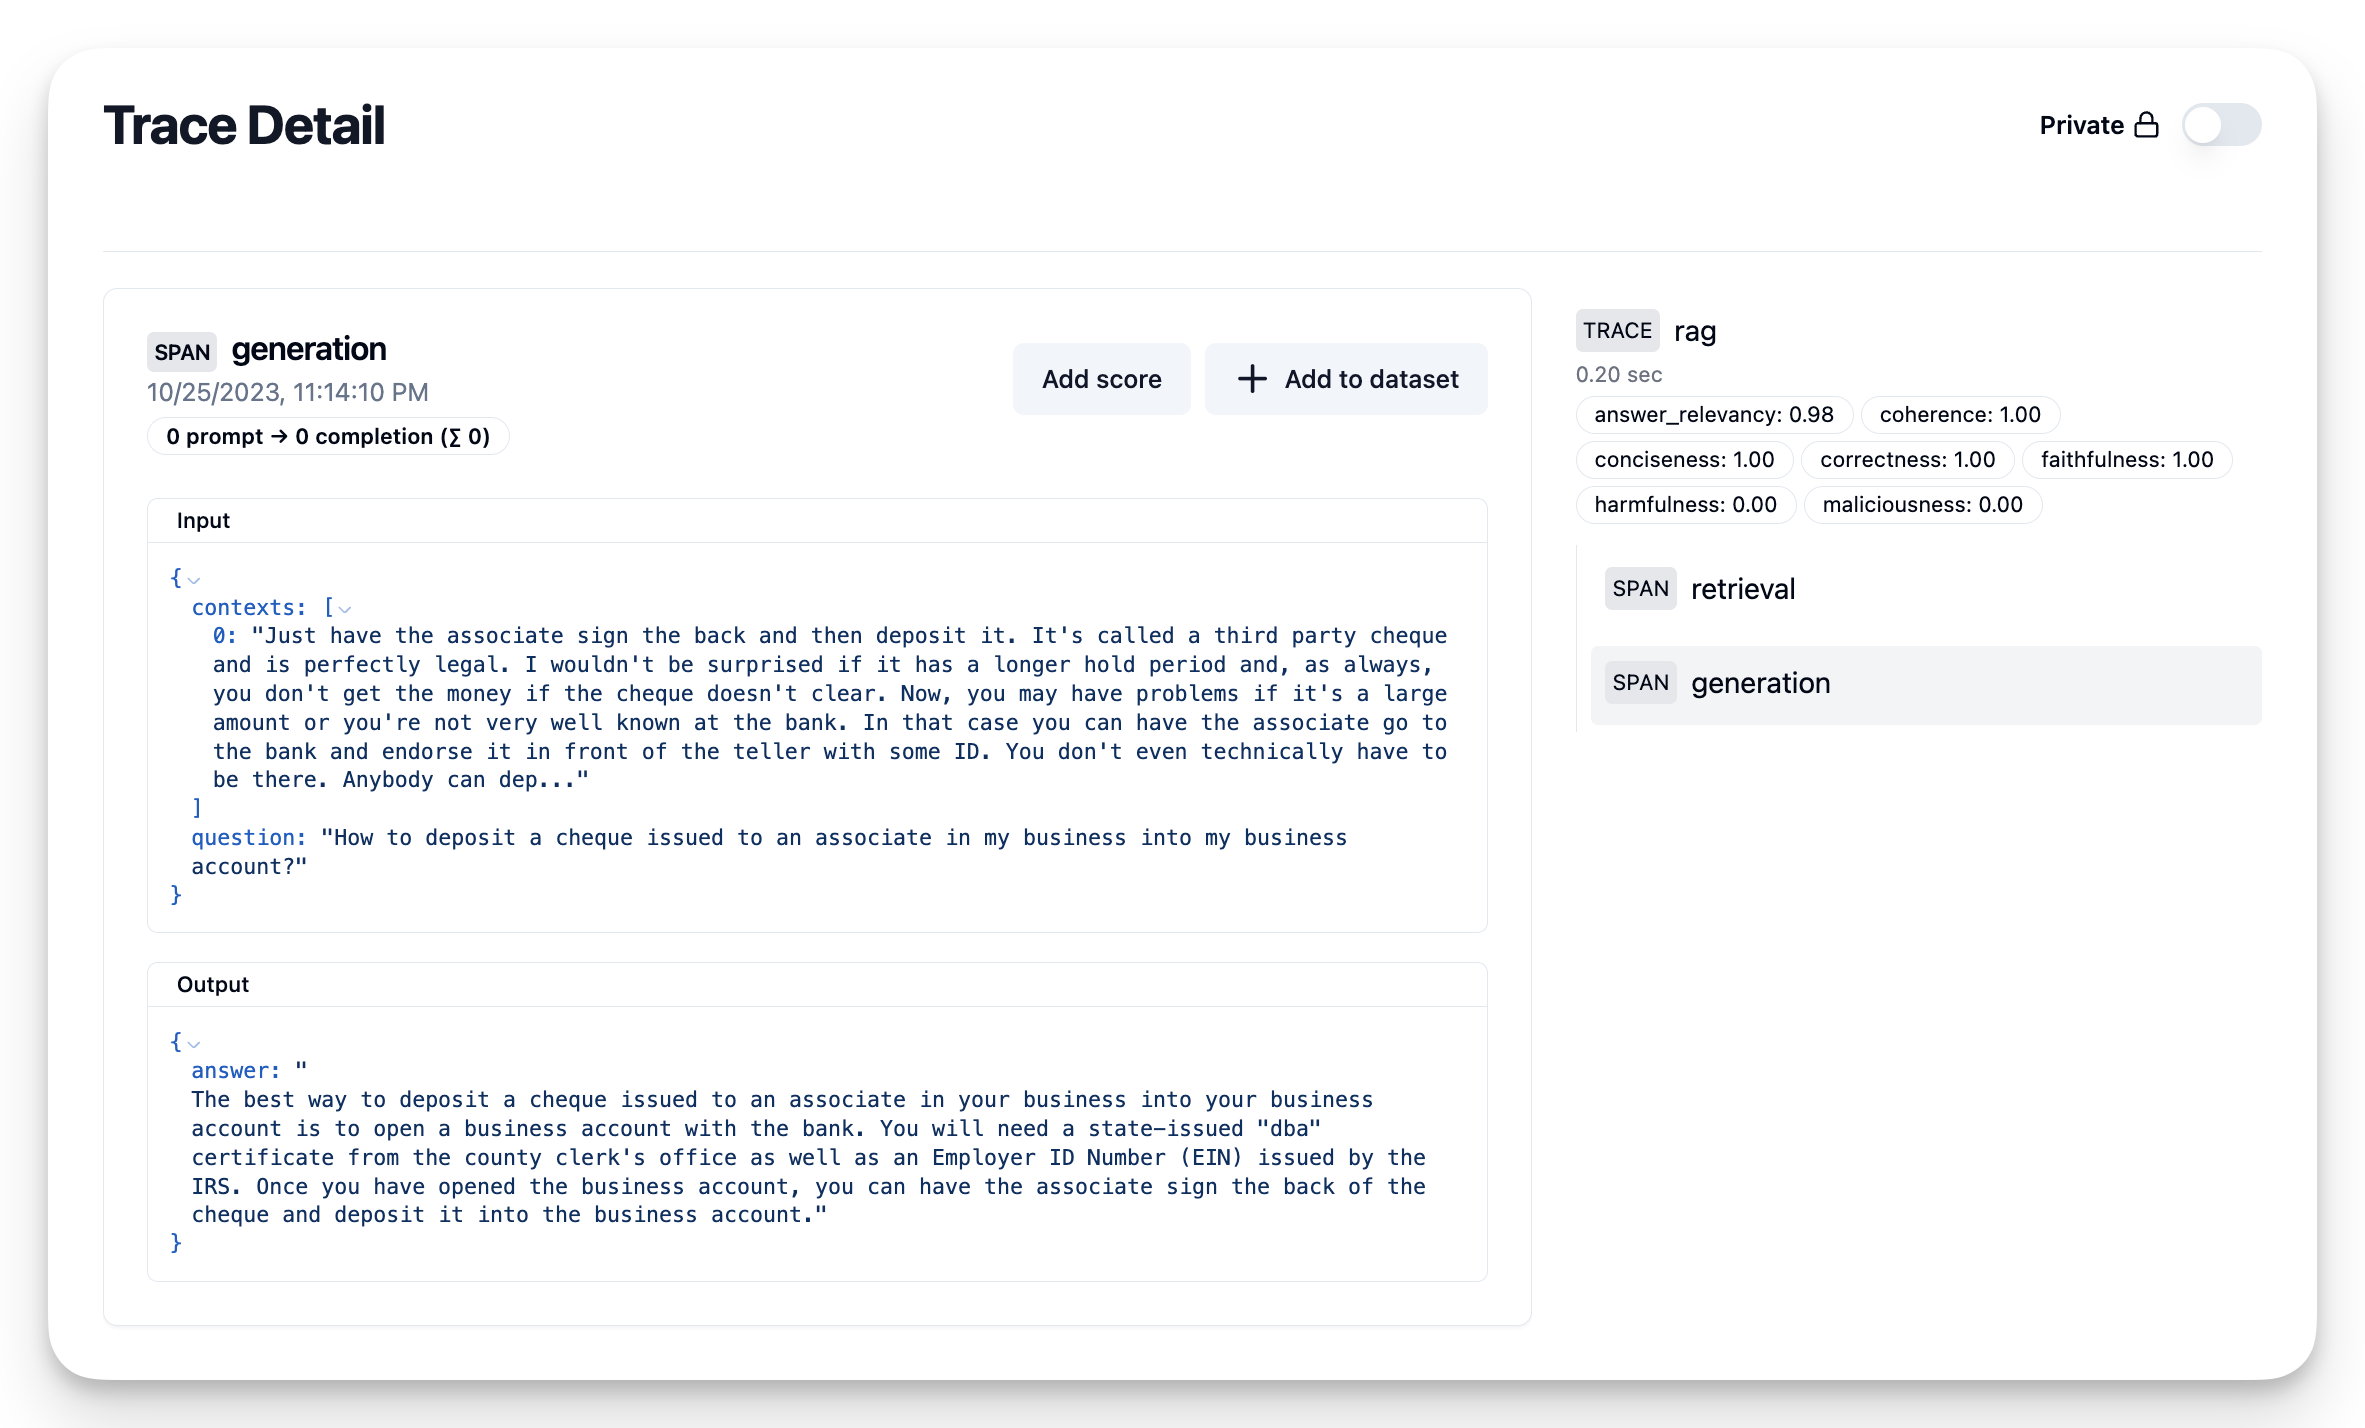 Trace Detail
Private
SPAN generation
10/25/2023, 11:14:10 PM
0 prompt → 0 completion (∑ 0)
Add score
+ Add to dataset
Input
{
contexts: [
0: "Just have the associate sign the back and then deposit it. It's called a third party cheque
and is perfectly legal. I wouldn't be surprised if it has a longer hold period and, as always,
you don't get the money if the cheque doesn't clear. Now, you may have problems if it's a large
amount or you're not very well known at the bank. In that case you can have the associate go to
the bank and endorse it in front of the teller with some ID. You don't even technically have to
be there. Anybody can dep..."
]
question: "How to deposit a cheque issued to an associate in my business into my business
account?"
}
Output
{
answer: "
The best way to deposit a cheque issued to an associate in your business into your business
account is to open a business account with the bank. You will need a state-issued "dba"
certificate from the county clerk's office as well as an Employer ID Number (EIN) issued by the
IRS. Once you have opened the business account, you can have the associate sign the back of the
cheque and deposit it into the business account."
}
TRACE rag
0.20 sec
answer_relevancy: 0.98 coherence: 1.00
conciseness: 1.00 correctness: 1.00 faithfulness: 1.00
harmfulness: 0.00 maliciousness: 0.00
SPAN retrieval
SPAN generation